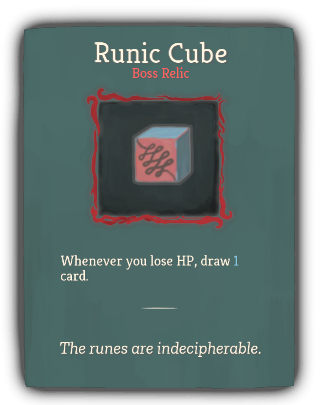 Runic Cube
Boss Relic
Whenever you lose HP, draw 1
card.
The runes are indecipherable.